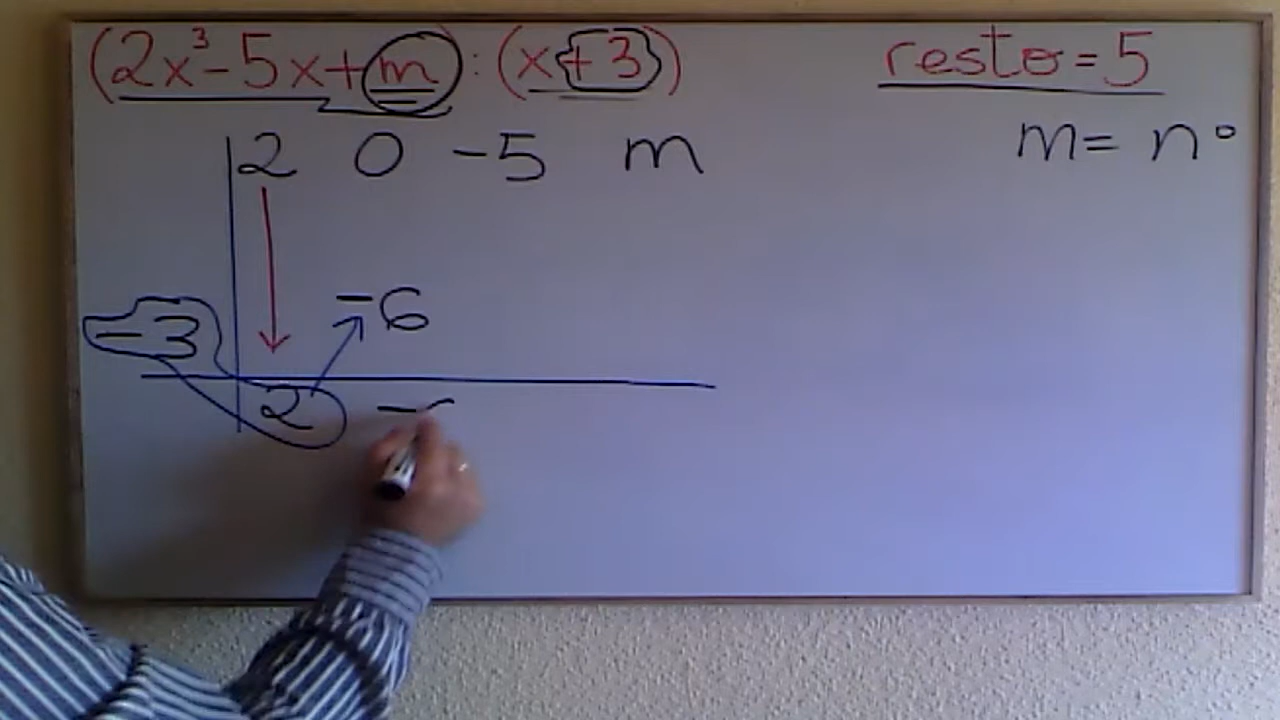 (2x³-5x+m):(x+3) resto=5
m= nº
2 0 -5 m
-3 -6
2 -